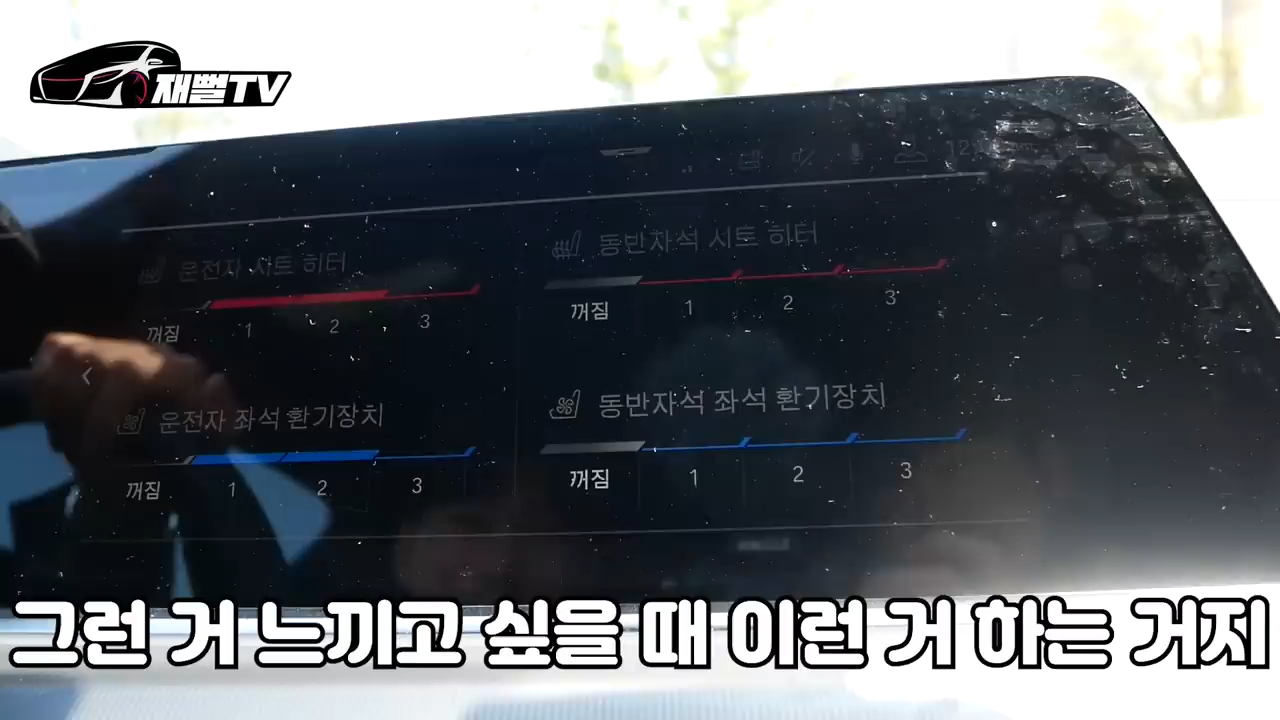 재뻘TV
운전자 시트 히터
꺼짐 1 2 3
동반자석 시트 히터
꺼짐 1 2 3
운전자 좌석 환기장치
꺼짐 1 2 3
동반자석 좌석 환기장치
꺼짐 1 2 3
그런 거 느끼고 싶을 때 이런 거 하는 거지